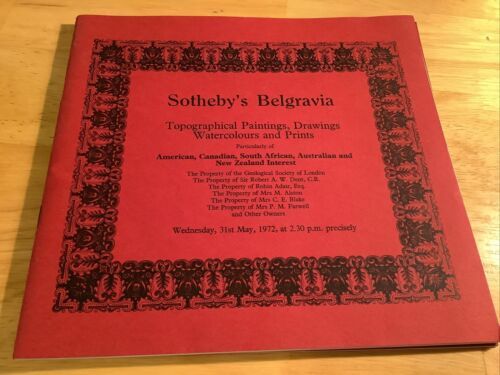 Sotheby's Belgravia
Topographical Paintings, Drawings
Watercolours and Prints
Particularly of
American, Canadian, South African, Australian and
New Zealand Interest
The Property of the Geological Society of London
The Property of Sir Robert A. W. Dent, C.B.
The Property of Robin Adair, Esq.
The Property of Mrs M. Alston
The Property of Mrs C. E. Blake
The Property of Mrs P. M. Farwell
and Other Owners
Wednesday, 31st May, 1972, at 2.30 p.m. precisely